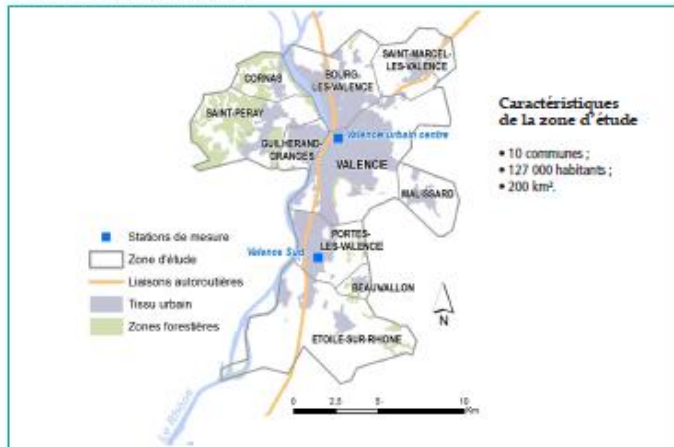 SAINT-MARCEL-
LES-VALENCE
BOURG-
LES-VALENCE
CORNAS
SAINT-PERAY
GUILHERAND-
GRANGES
Valence urbain centre
VALENCE
MALISSARD
PORTES-
LES-VALENCE
Valence Sud
BEAUVALLON
ETOILE-SUR-RHONE
Le Rhône
N
0 2,5 5 10
Km
Stations de mesure
Zone d'étude
Liaisons autoroutières
Tissu urbain
Zones forestières
Caractéristiques
de la zone d'étude
• 10 communes ;
• 127 000 habitants ;
• 200 km².